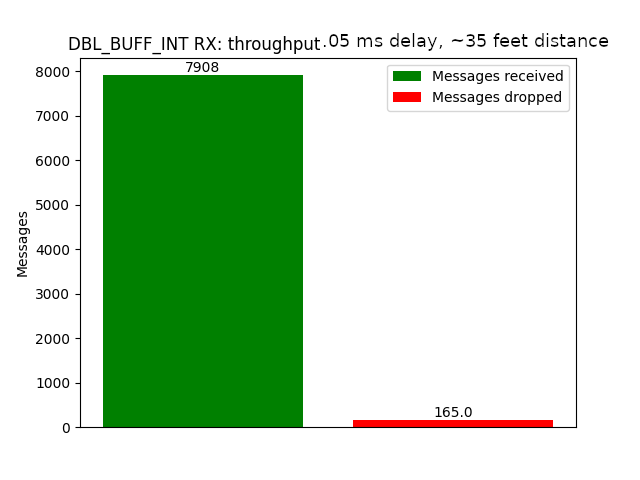 DBL_BUFF_INT RX: throughput .05 ms delay, ~35 feet distance
7908
Messages received
Messages dropped
8000
7000
6000
5000
4000
3000
2000
1000
0
Messages
165.0